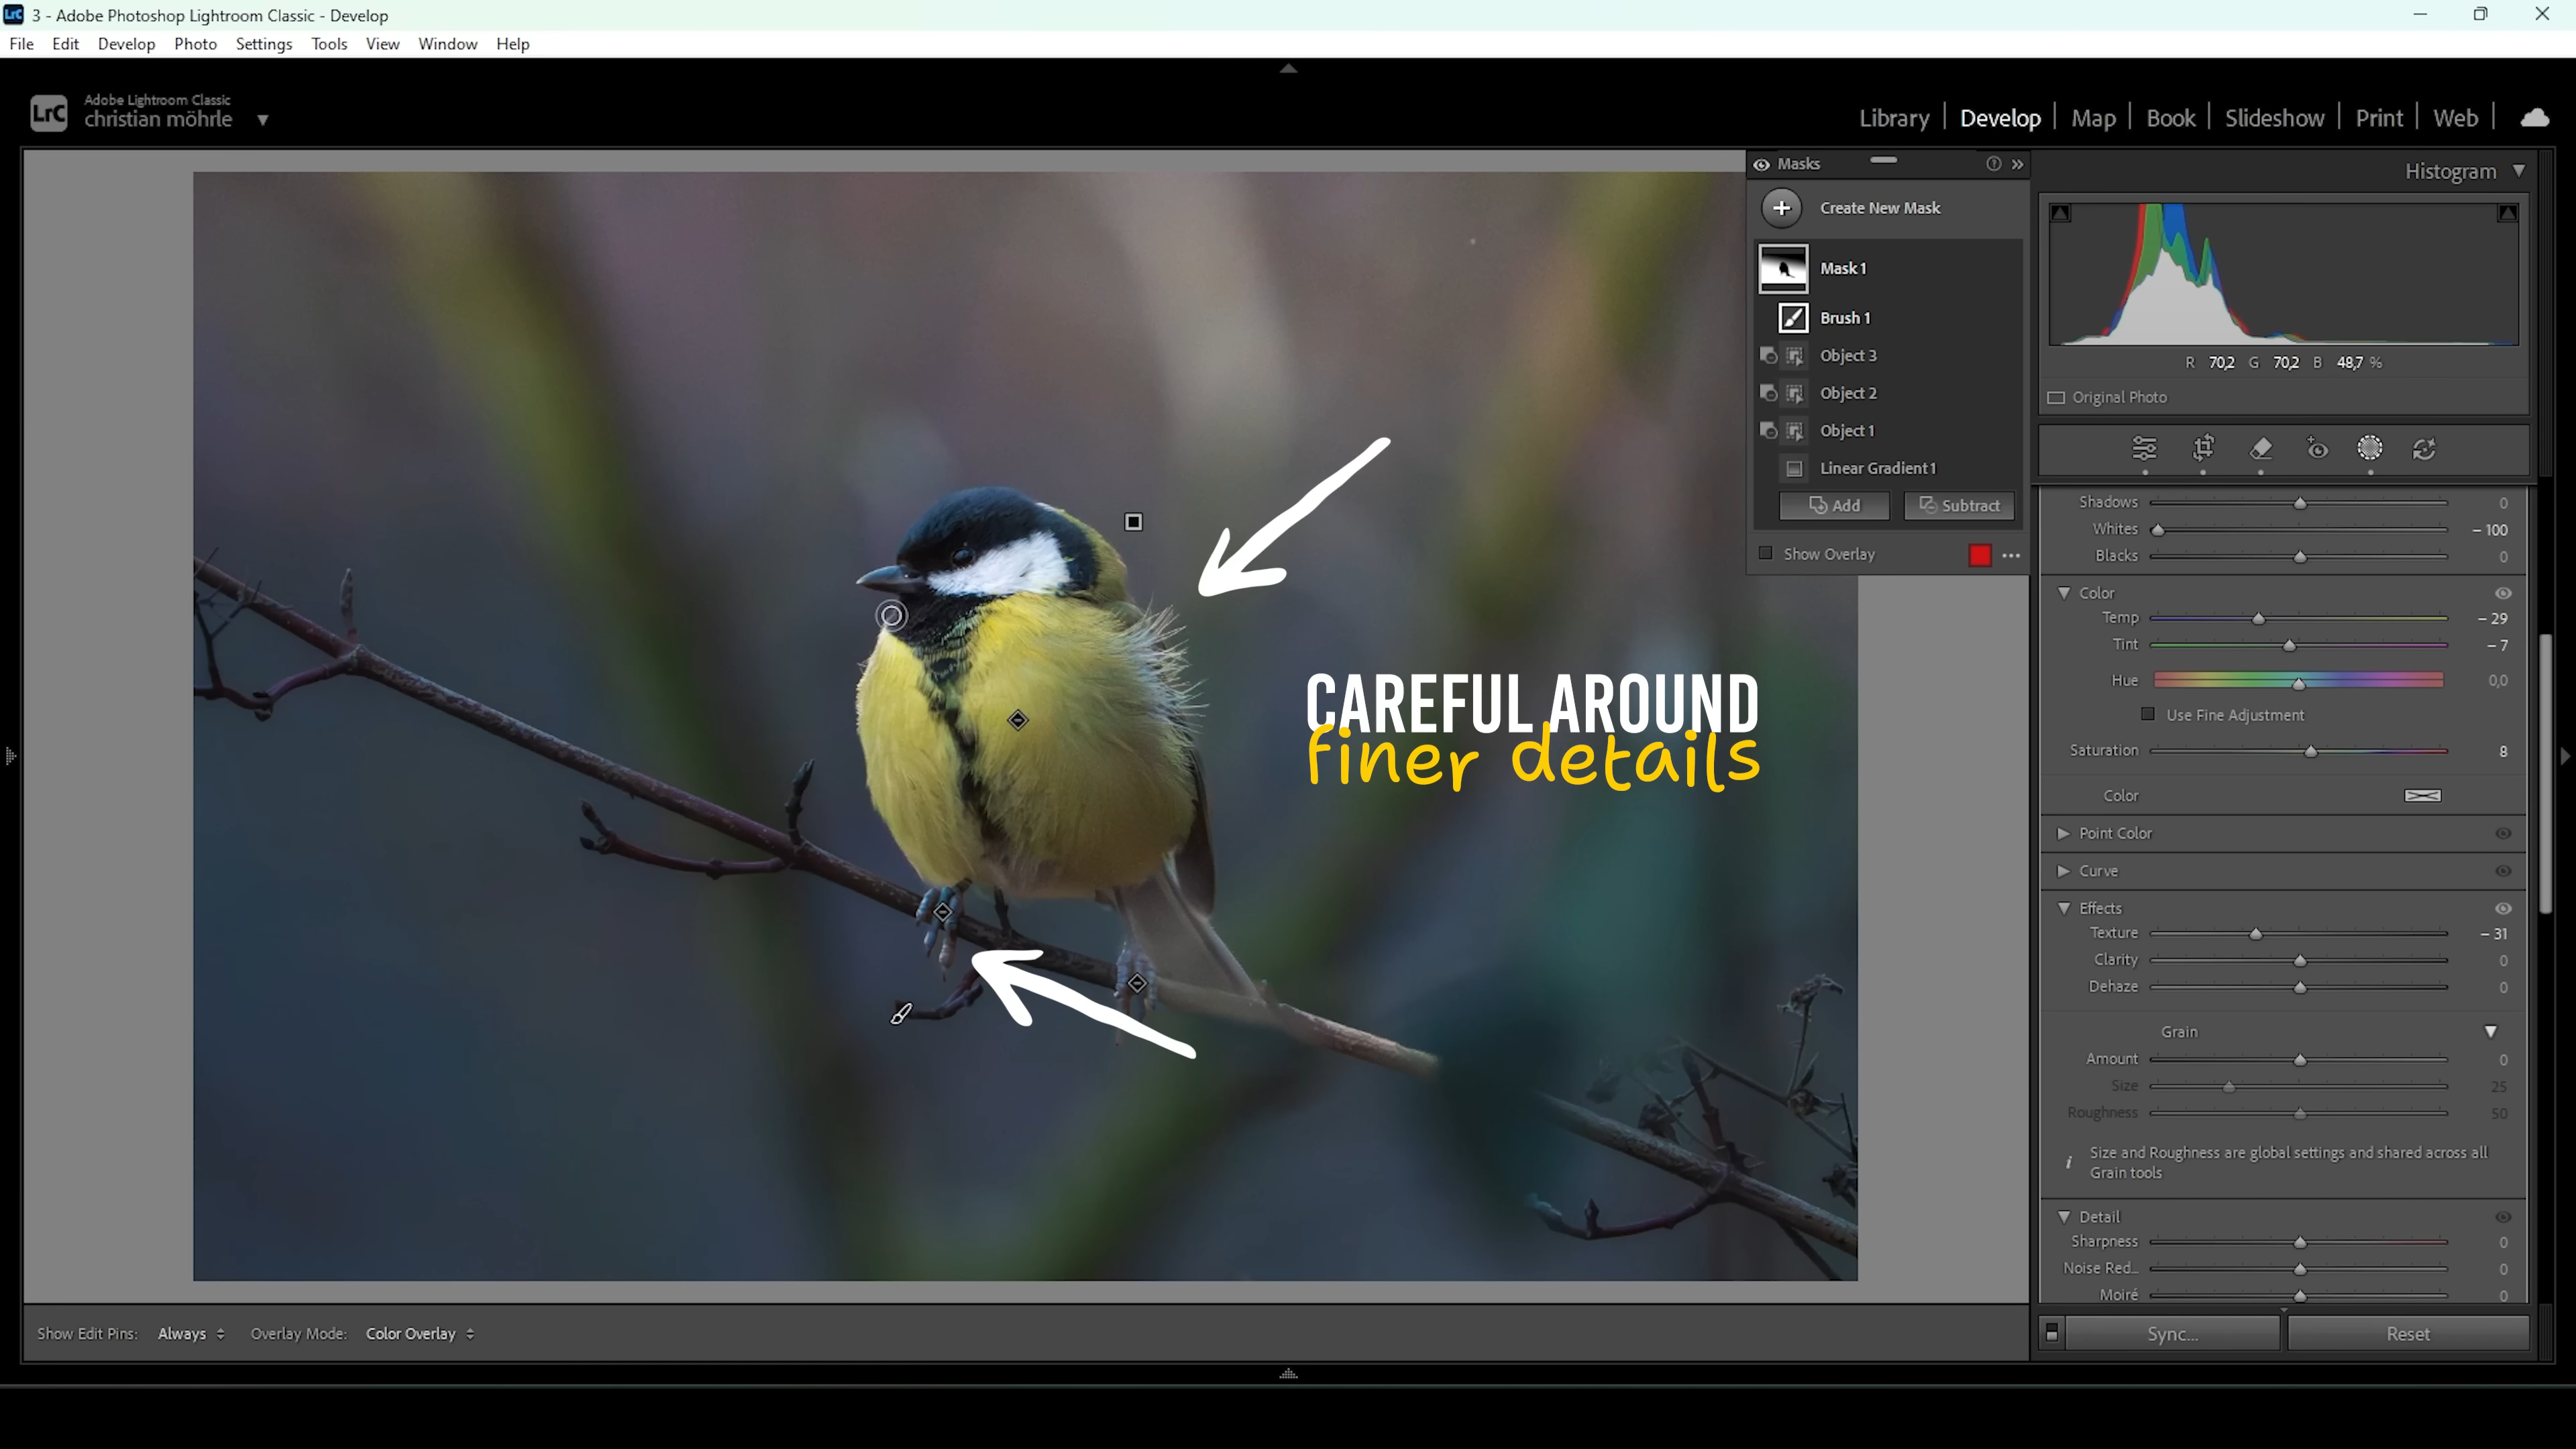 LrC 3 - Adobe Photoshop Lightroom Classic - Develop
File Edit Develop Photo Settings Tools View Window Help
LrC
Adobe Lightroom Classic
christian möhrle
Library | Develop | Map | Book | Slideshow | Print | Web |
Masks
Create New Mask
Mask 1
Brush 1
Object 3
Object 2
Object 1
Linear Gradient 1
Add Subtract
Show Overlay
Histogram
R 70,2 G 70,2 B 48,7 %
Original Photo
Shadows 0
Whites – 100
Blacks 0
Color
Temp – 29
Tint – 7
Hue 0,0
Use Fine Adjustment
Saturation 8
Color
Point Color
Curve
Effects
Texture – 31
Clarity 0
Dehaze 0
Grain
Amount 0
Size 25
Roughness 50
Size and Roughness are global settings and shared across all
Grain tools
Detail
Sharpness 0
Noise Red... 0
Moiré 0
Sync... Reset
CAREFUL AROUND
finer details
Show Edit Pins: Always Overlay Mode: Color Overlay